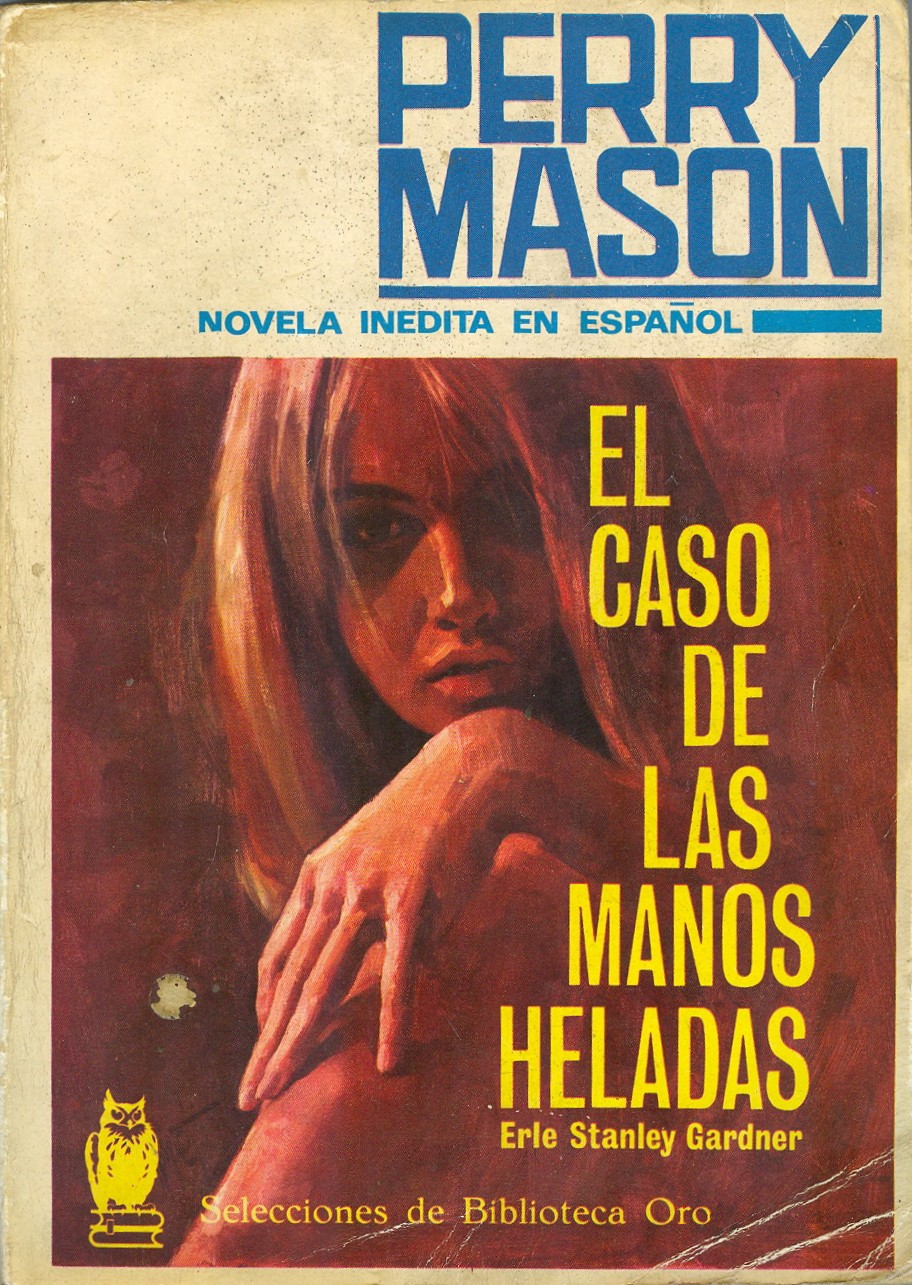 PERRY
MASON
NOVELA INEDITA EN ESPAÑOL
EL
CASO
DE
LAS
MANOS
HELADAS
Erle Stanley Gardner
Selecciones de Biblioteca Oro